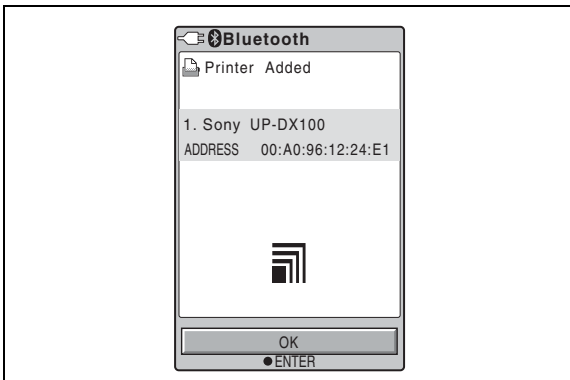 Bluetooth
Printer Added
1. Sony UP-DX100
ADDRESS 00:A0:96:12:24:E1
OK
●ENTER